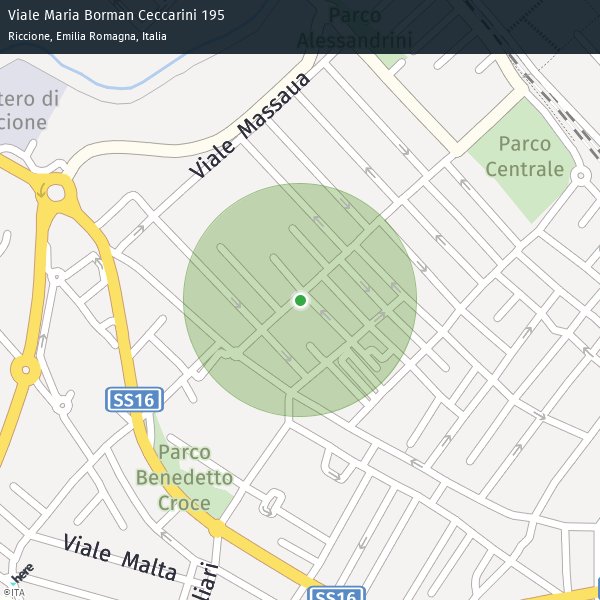 Viale Maria Borman Ceccarini 195
Riccione, Emilia Romagna, Italia
Parco
Alessandrini
tero di
cione
Viale Massaua
Parco
Centrale
SS16
Parco
Benedetto
Croce
Viale Malta
liari
SS16
here
©ITA